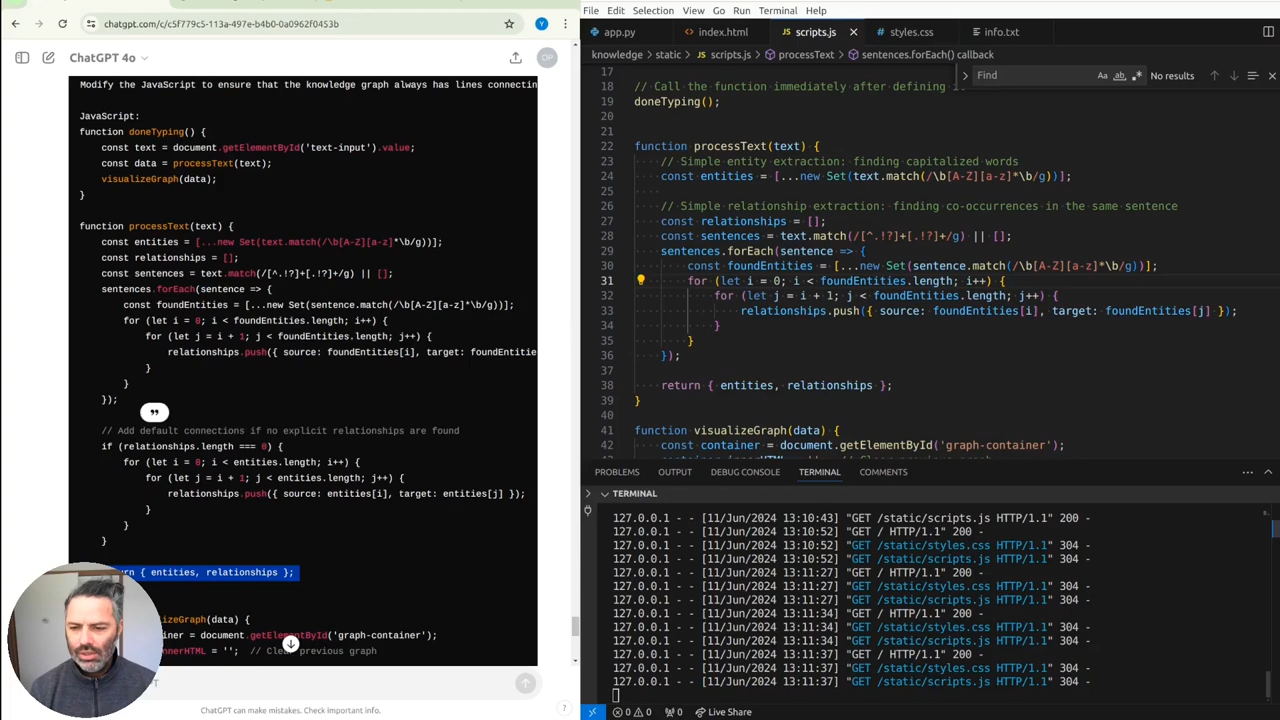 chatgpt.com/c/c5f779c5-113a-497e-b4b0-0a0962f0453b
Y
ChatGPT 4o
DP
Modify the JavaScript to ensure that the knowledge graph always has lines connectin
JavaScript:
function doneTyping() {
const text = document.getElementById('text-input').value;
const data = processText(text);
visualizeGraph(data);
}
function processText(text) {
const entities = [...new Set(text.match(/\b[A-Z][a-z]*\b/g))];
const relationships = [];
const sentences = text.match(/[^.!?]+[.!?]+/g) || [];
sentences.forEach(sentence => {
const foundEntities = [...new Set(sentence.match(/\b[A-Z][a-z]*\b/g))];
for (let i = 0; i < foundEntities.length; i++) {
for (let j = i + 1; j < foundEntities.length; j++) {
relationships.push({ source: foundEntities[i], target: foundEntitie
}
}
});
// Add default connections if no explicit relationships are found
if (relationships.length === 0) {
for (let i = 0; i < entities.length; i++) {
for (let j = i + 1; j < entities.length; j++) {
relationships.push({ source: entities[i], target: entities[j] });
}
}
}
{ entities, relationships };
(data) {
= document.getElementById('graph-container');
= ''; // Clear previous graph
ChatGPT can make mistakes. Check important info.
?
File Edit Selection View Go Run Terminal Help
app.py index.html JS scripts.js styles.css info.txt
knowledge > static > JS scripts.js > processText > sentences.forEach() callback
Find Aa ab .* No results
17
18 // Call the function immediately after defining
19 doneTyping();
20
21
22 function processText(text) {
23 // Simple entity extraction: finding capitalized words
24 const entities = [...new Set(text.match(/\b[A-Z][a-z]*\b/g))];
25
26 // Simple relationship extraction: finding co-occurrences in the same sentence
27 const relationships = [];
28 const sentences = text.match(/[^.!?]+[.!?]+/g) || [];
29 sentences.forEach(sentence => {
30 const foundEntities = [...new Set(sentence.match(/\b[A-Z][a-z]*\b/g))];
31 for (let i = 0; i < foundEntities.length; i++) {
32 for (let j = i + 1; j < foundEntities.length; j++) {
33 relationships.push({ source: foundEntities[i], target: foundEntities[j] });
34 }
35 }
36 });
37
38 return { entities, relationships };
39 }
40
41 function visualizeGraph(data) {
42 const container = document.getElementById('graph-container');
PROBLEMS OUTPUT DEBUG CONSOLE TERMINAL COMMENTS
TERMINAL
127.0.0.1 - - [11/Jun/2024 13:10:43] "GET /static/scripts.js HTTP/1.1" 200 -
127.0.0.1 - - [11/Jun/2024 13:10:52] "GET / HTTP/1.1" 200 -
127.0.0.1 - - [11/Jun/2024 13:10:52] "GET /static/styles.css HTTP/1.1" 304 -
127.0.0.1 - - [11/Jun/2024 13:10:52] "GET /static/scripts.js HTTP/1.1" 304 -
127.0.0.1 - - [11/Jun/2024 13:11:27] "GET / HTTP/1.1" 200 -
127.0.0.1 - - [11/Jun/2024 13:11:27] "GET /static/styles.css HTTP/1.1" 304 -
127.0.0.1 - - [11/Jun/2024 13:11:27] "GET /static/scripts.js HTTP/1.1" 304 -
127.0.0.1 - - [11/Jun/2024 13:11:34] "GET / HTTP/1.1" 200 -
127.0.0.1 - - [11/Jun/2024 13:11:34] "GET /static/styles.css HTTP/1.1" 304 -
127.0.0.1 - - [11/Jun/2024 13:11:34] "GET /static/scripts.js HTTP/1.1" 304 -
127.0.0.1 - - [11/Jun/2024 13:11:37] "GET / HTTP/1.1" 200 -
127.0.0.1 - - [11/Jun/2024 13:11:37] "GET /static/styles.css HTTP/1.1" 304 -
127.0.0.1 - - [11/Jun/2024 13:11:37] "GET /static/scripts.js HTTP/1.1" 304 -
0 0 0 Live Share